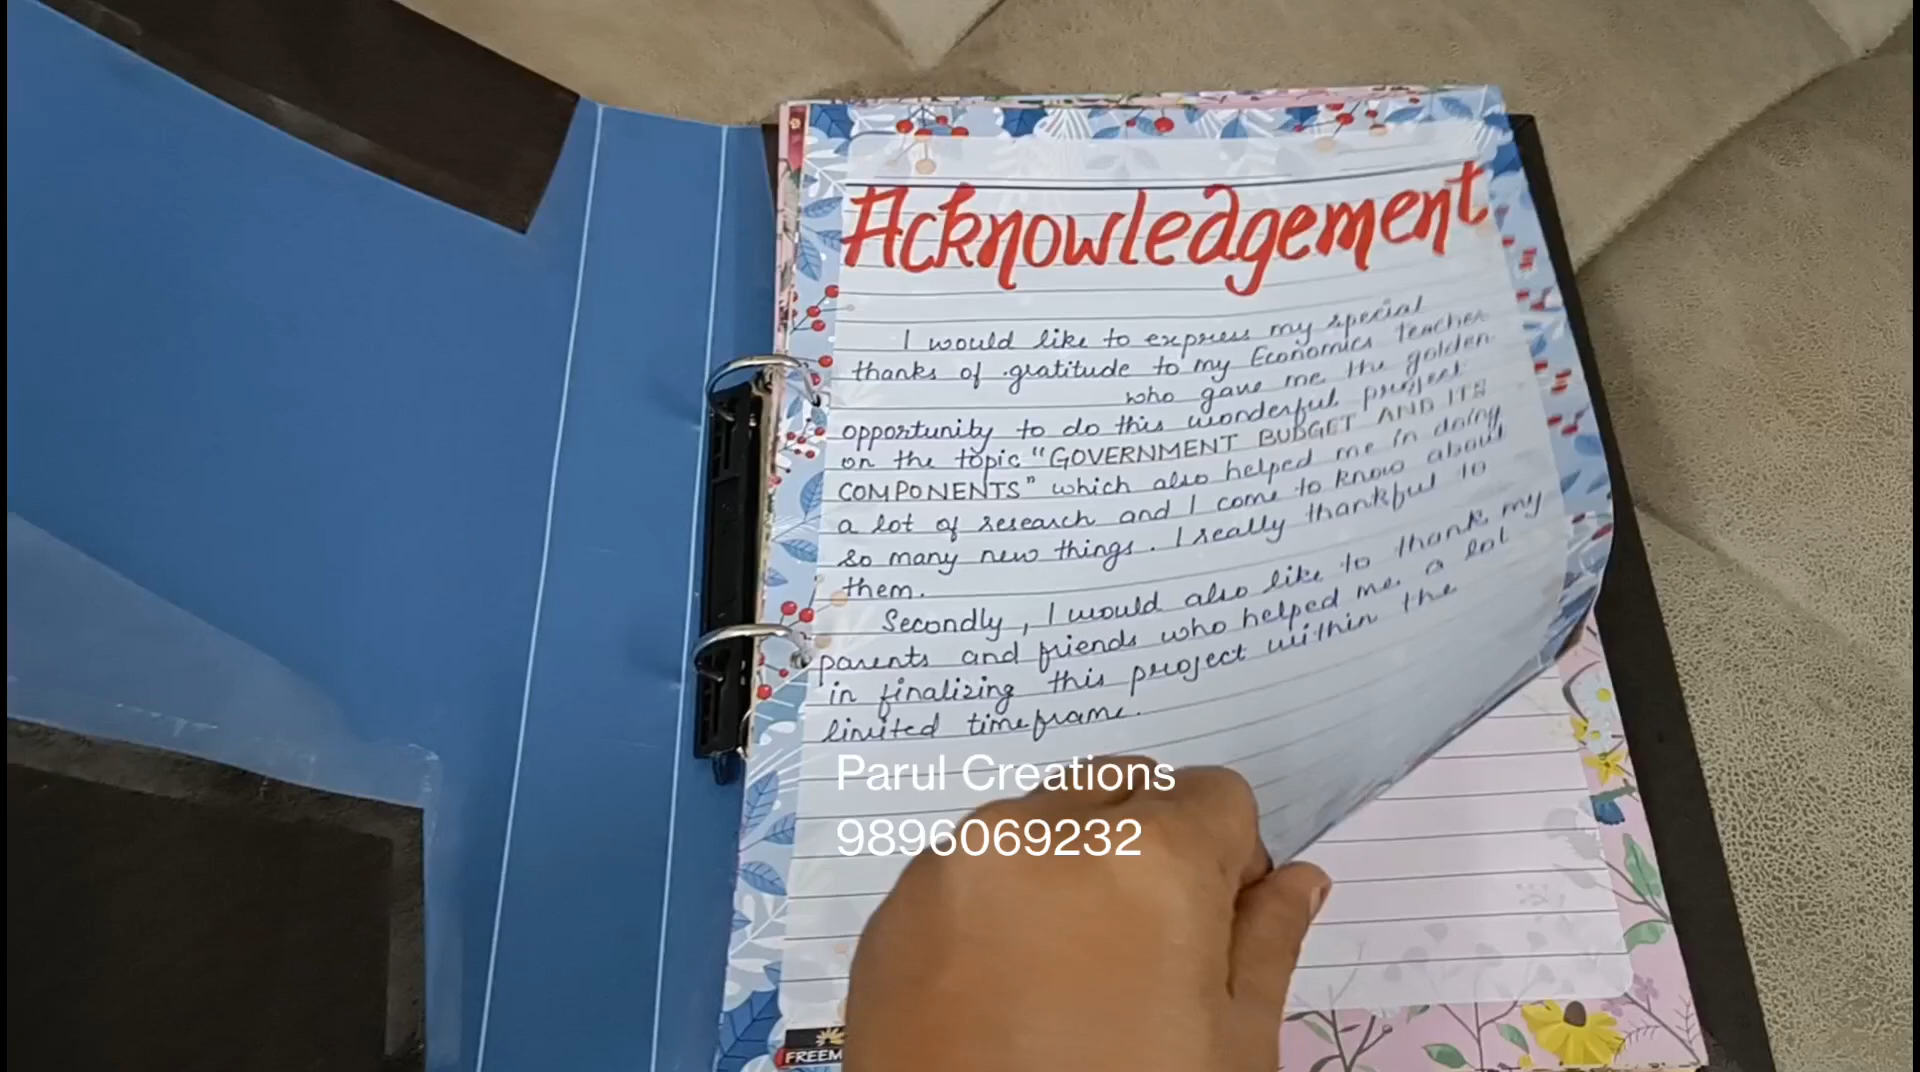 Acknowledgement
I would like to express my special
thanks of gratitude to my Economics teacher
who gave me the golden
opportunity to do this wonderful project
on the topic "GOVERNMENT BUDGET AND ITS
COMPONENTS" which also helped me in doing
a lot of research and I come to know about
so many new things. I really thankful to
them.
Secondly, I would also like to thank my
parents and friends who helped me a lot
in finalizing this project within the
limited timeframe.
Parul Creations
9896069232
FREEM